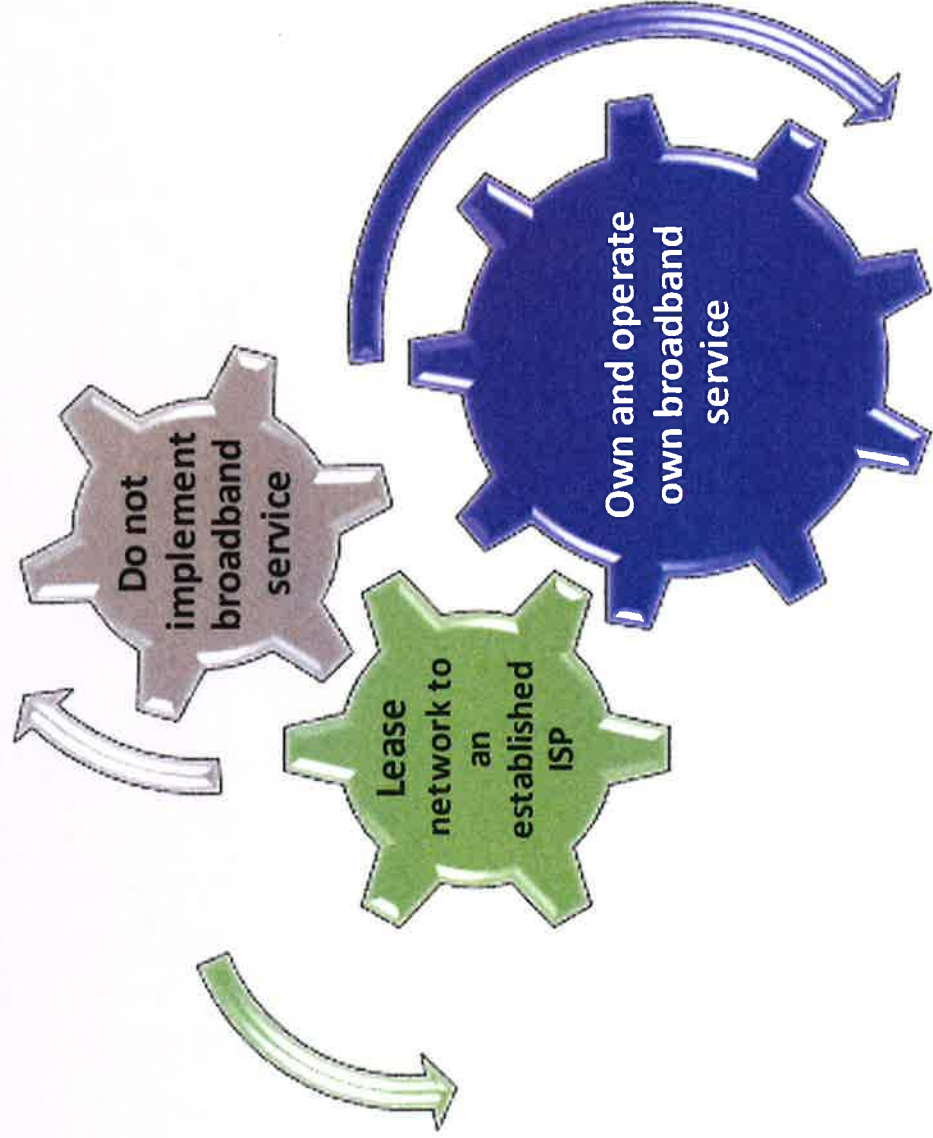 Do not
implement
broadband
service
Lease
network to
an
established
ISP
Own and operate
own broadband
service